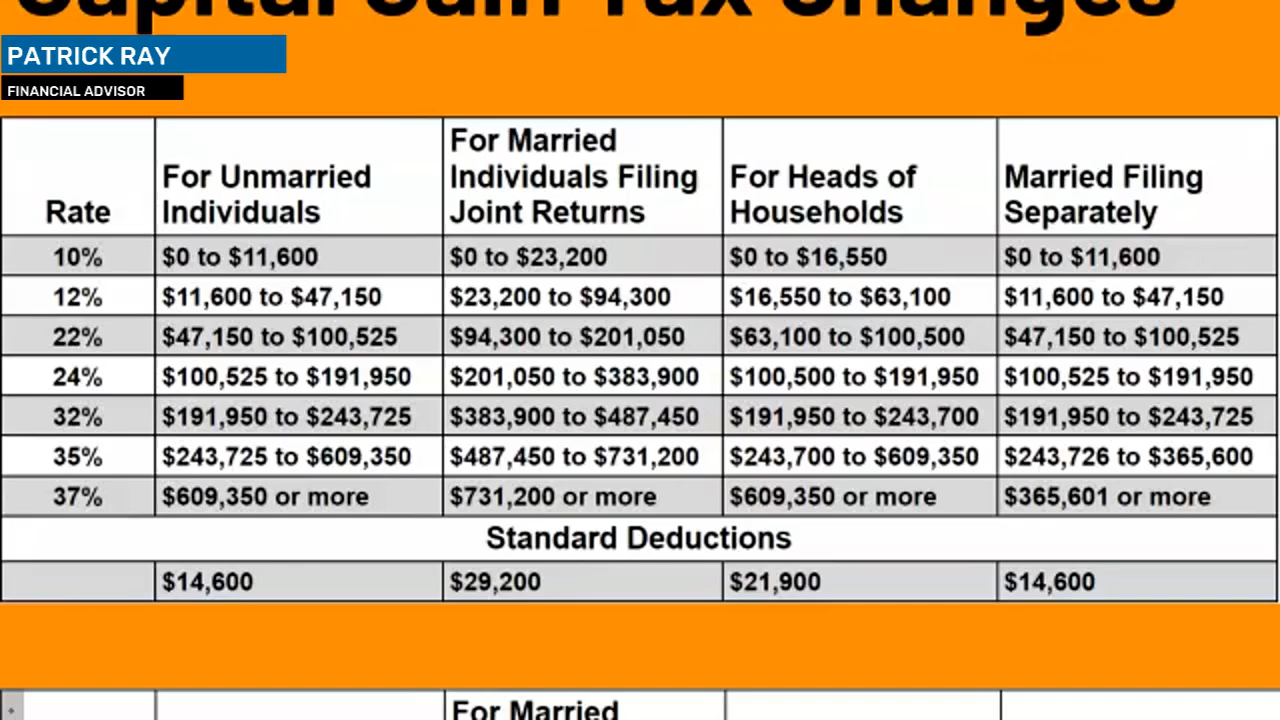 Capital Gain Tax Changes
PATRICK RAY
FINANCIAL ADVISOR
Rate
For Unmarried
Individuals
For Married
Individuals Filing
Joint Returns
For Heads of
Households
Married Filing
Separately
10% $0 to $11,600 $0 to $23,200 $0 to $16,550 $0 to $11,600
12% $11,600 to $47,150 $23,200 to $94,300 $16,550 to $63,100 $11,600 to $47,150
22% $47,150 to $100,525 $94,300 to $201,050 $63,100 to $100,500 $47,150 to $100,525
24% $100,525 to $191,950 $201,050 to $383,900 $100,500 to $191,950 $100,525 to $191,950
32% $191,950 to $243,725 $383,900 to $487,450 $191,950 to $243,700 $191,950 to $243,725
35% $243,725 to $609,350 $487,450 to $731,200 $243,700 to $609,350 $243,726 to $365,600
37% $609,350 or more $731,200 or more $609,350 or more $365,601 or more
Standard Deductions
$14,600 $29,200 $21,900 $14,600
For Married